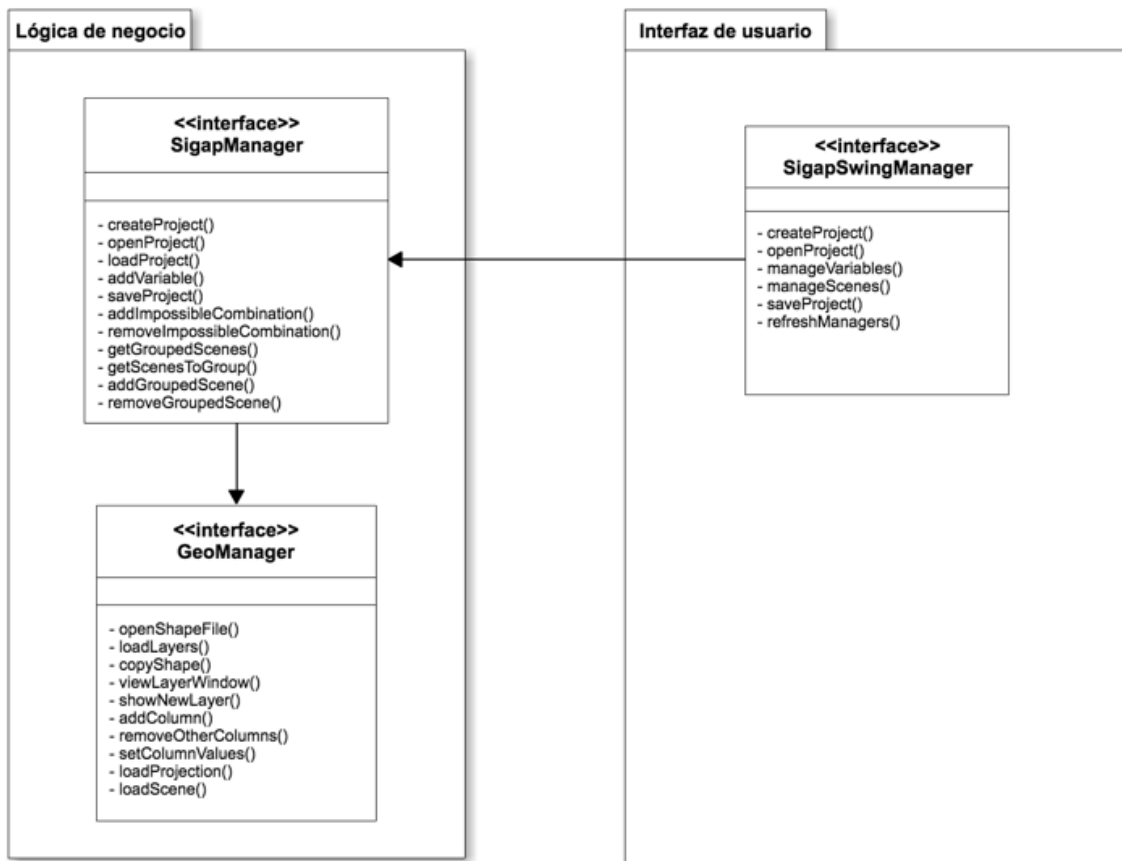 Lógica de negocio
<<interface>>
SigapManager
- createProject()
- openProject()
- loadProject()
- addVariable()
- saveProject()
- addImpossibleCombination()
- removeImpossibleCombination()
- getGroupedScenes()
- getScenesToGroup()
- addGroupedScene()
- removeGroupedScene()
<<interface>>
GeoManager
- openShapeFile()
- loadLayers()
- copyShape()
- viewLayerWindow()
- showNewLayer()
- addColumn()
- removeOtherColumns()
- setColumnValues()
- loadProjection()
- loadScene()
Interfaz de usuario
<<interface>>
SigapSwingManager
- createProject()
- openProject()
- manageVariables()
- manageScenes()
- saveProject()
- refreshManagers()